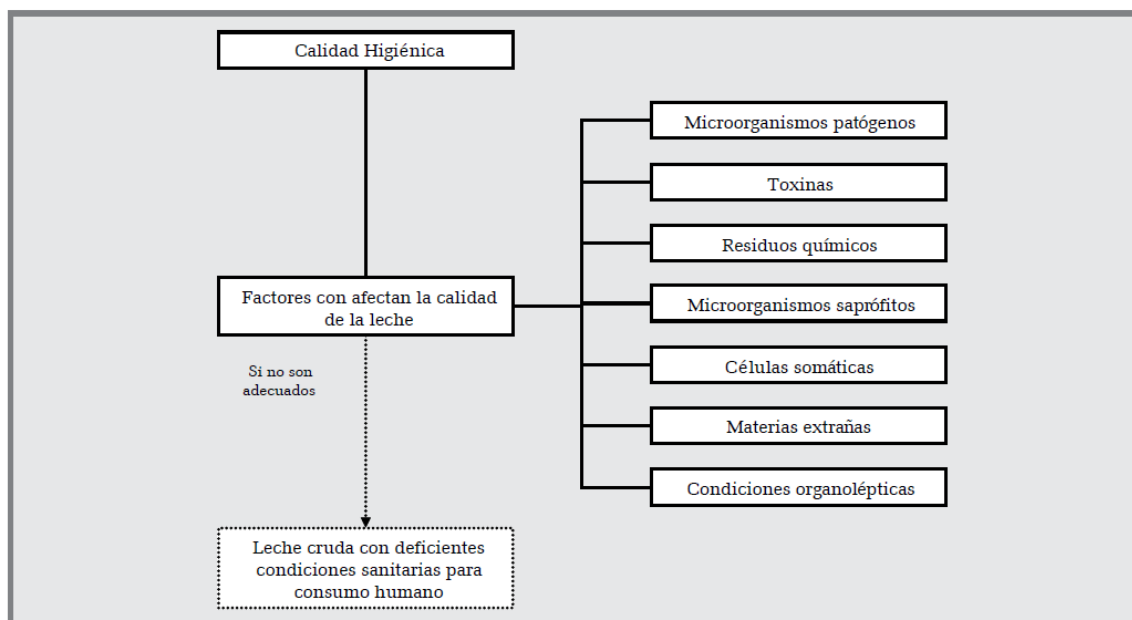 Calidad Higiénica
Microorganismos patógenos
Toxinas
Residuos químicos
Factores con afectan la calidad
de la leche
Microorganismos saprófitos
Si no son
adecuados
Células somáticas
Materias extrañas
Condiciones organolépticas
Leche cruda con deficientes
condiciones sanitarias para
consumo humano